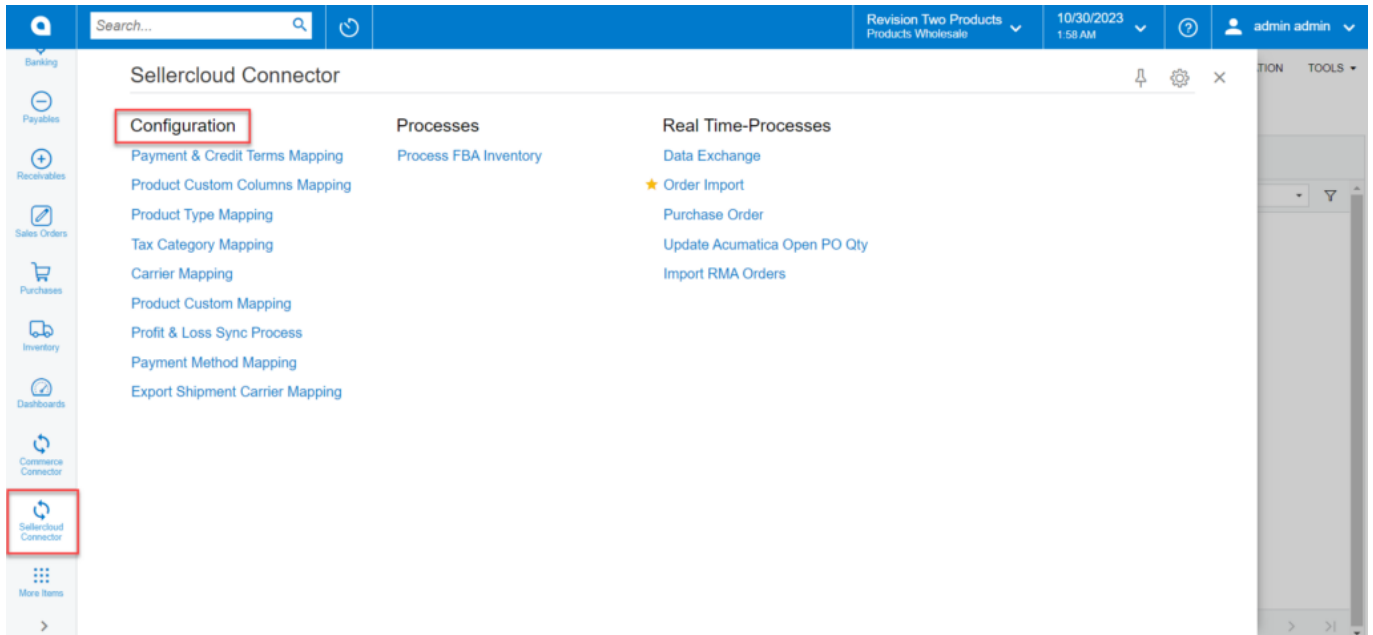 Search...
Revision Two Products
Products Wholesale
10/30/2023
1:58 AM
admin admin
Banking
Payables
Receivables
Sales Orders
Purchases
Inventory
Dashboards
Commerce
Connector
Sellercloud
Connector
More Items
Sellercloud Connector
TION TOOLS
Configuration
Payment & Credit Terms Mapping
Product Custom Columns Mapping
Product Type Mapping
Tax Category Mapping
Carrier Mapping
Product Custom Mapping
Profit & Loss Sync Process
Payment Method Mapping
Export Shipment Carrier Mapping
Processes
Process FBA Inventory
Real Time-Processes
Data Exchange
Order Import
Purchase Order
Update Acumatica Open PO Qty
Import RMA Orders